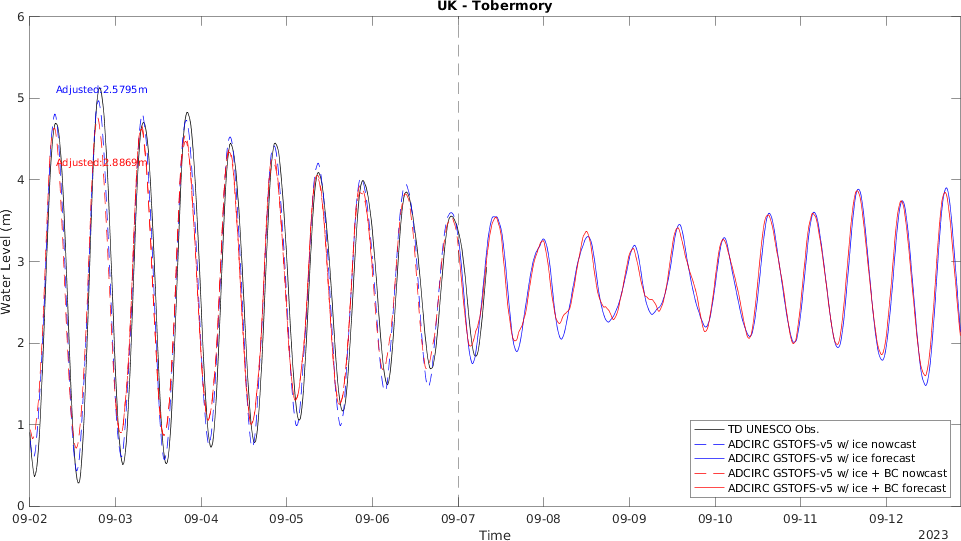 UK - Tobermory
6
5
4
3
2
1
0
Water Level (m)
Adjusted:2.5795m
Adjusted:2.8869m
TD UNESCO Obs.
ADCIRC GSTOFS-v5 w/ ice nowcast
ADCIRC GSTOFS-v5 w/ ice forecast
ADCIRC GSTOFS-v5 w/ ice + BC nowcast
ADCIRC GSTOFS-v5 w/ ice + BC forecast
09-02 09-03 09-04 09-05 09-06 09-07 09-08 09-09 09-10 09-11 09-12
Time
2023